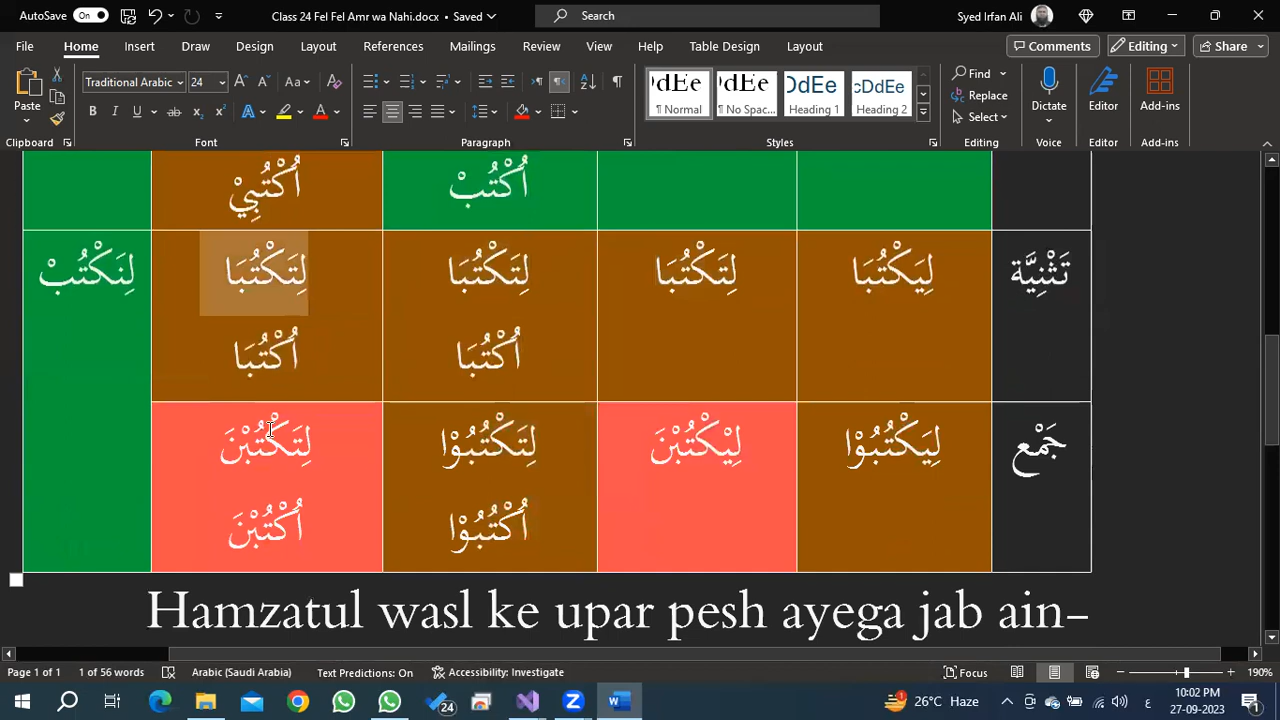 AutoSave On Class 24 Fel Fel Amr wa Nahi.docx • Saved Search Syed Irfan Ali
File Home Insert Draw Design Layout References Mailings Review View Help Table Design Layout Comments Editing Share
Paste Traditional Arabic 24 Aa ¶ Normal ¶ No Spac... Heading 1 Heading 2 Find Replace Select Dictate Editor Add-ins
Clipboard Font Paragraph Styles Editing Voice Editor Add-ins
أُكْتُبْ أُكْتُبِيْ
تَثْنِيَّة لِيَكْتُبَا لِتَكْتُبَا لِتَكْتُبَا لِتَكْتُبَا لِنَكْتُبْ
أُكْتُبَا أُكْتُبَا
جَمْع لِيَكْتُبُوْا لِيْكْتُبْنَ لِتَكْتُبُوْا لِتَكْتُبْنَ
أُكْتُبُوْا أُكْتُبْنَ
Hamzatul wasl ke upar pesh ayega jab ain-
Page 1 of 1 1 of 56 words Arabic (Saudi Arabia) Text Predictions: On Accessibility: Investigate Focus 190%
24 26°C Haze 10:02 PM
27-09-2023